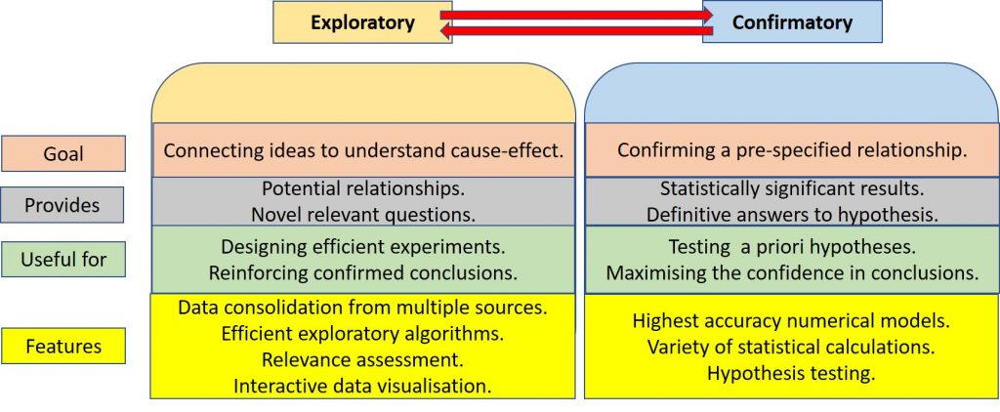 Exploratory
Confirmatory
Goal
Connecting ideas to understand cause-effect.
Confirming a pre-specified relationship.
Provides
Potential relationships.
Novel relevant questions.
Statistically significant results.
Definitive answers to hypothesis.
Useful for
Designing efficient experiments.
Reinforcing confirmed conclusions.
Testing a priori hypotheses.
Maximising the confidence in conclusions.
Features
Data consolidation from multiple sources.
Efficient exploratory algorithms.
Relevance assessment.
Interactive data visualisation.
Highest accuracy numerical models.
Variety of statistical calculations.
Hypothesis testing.